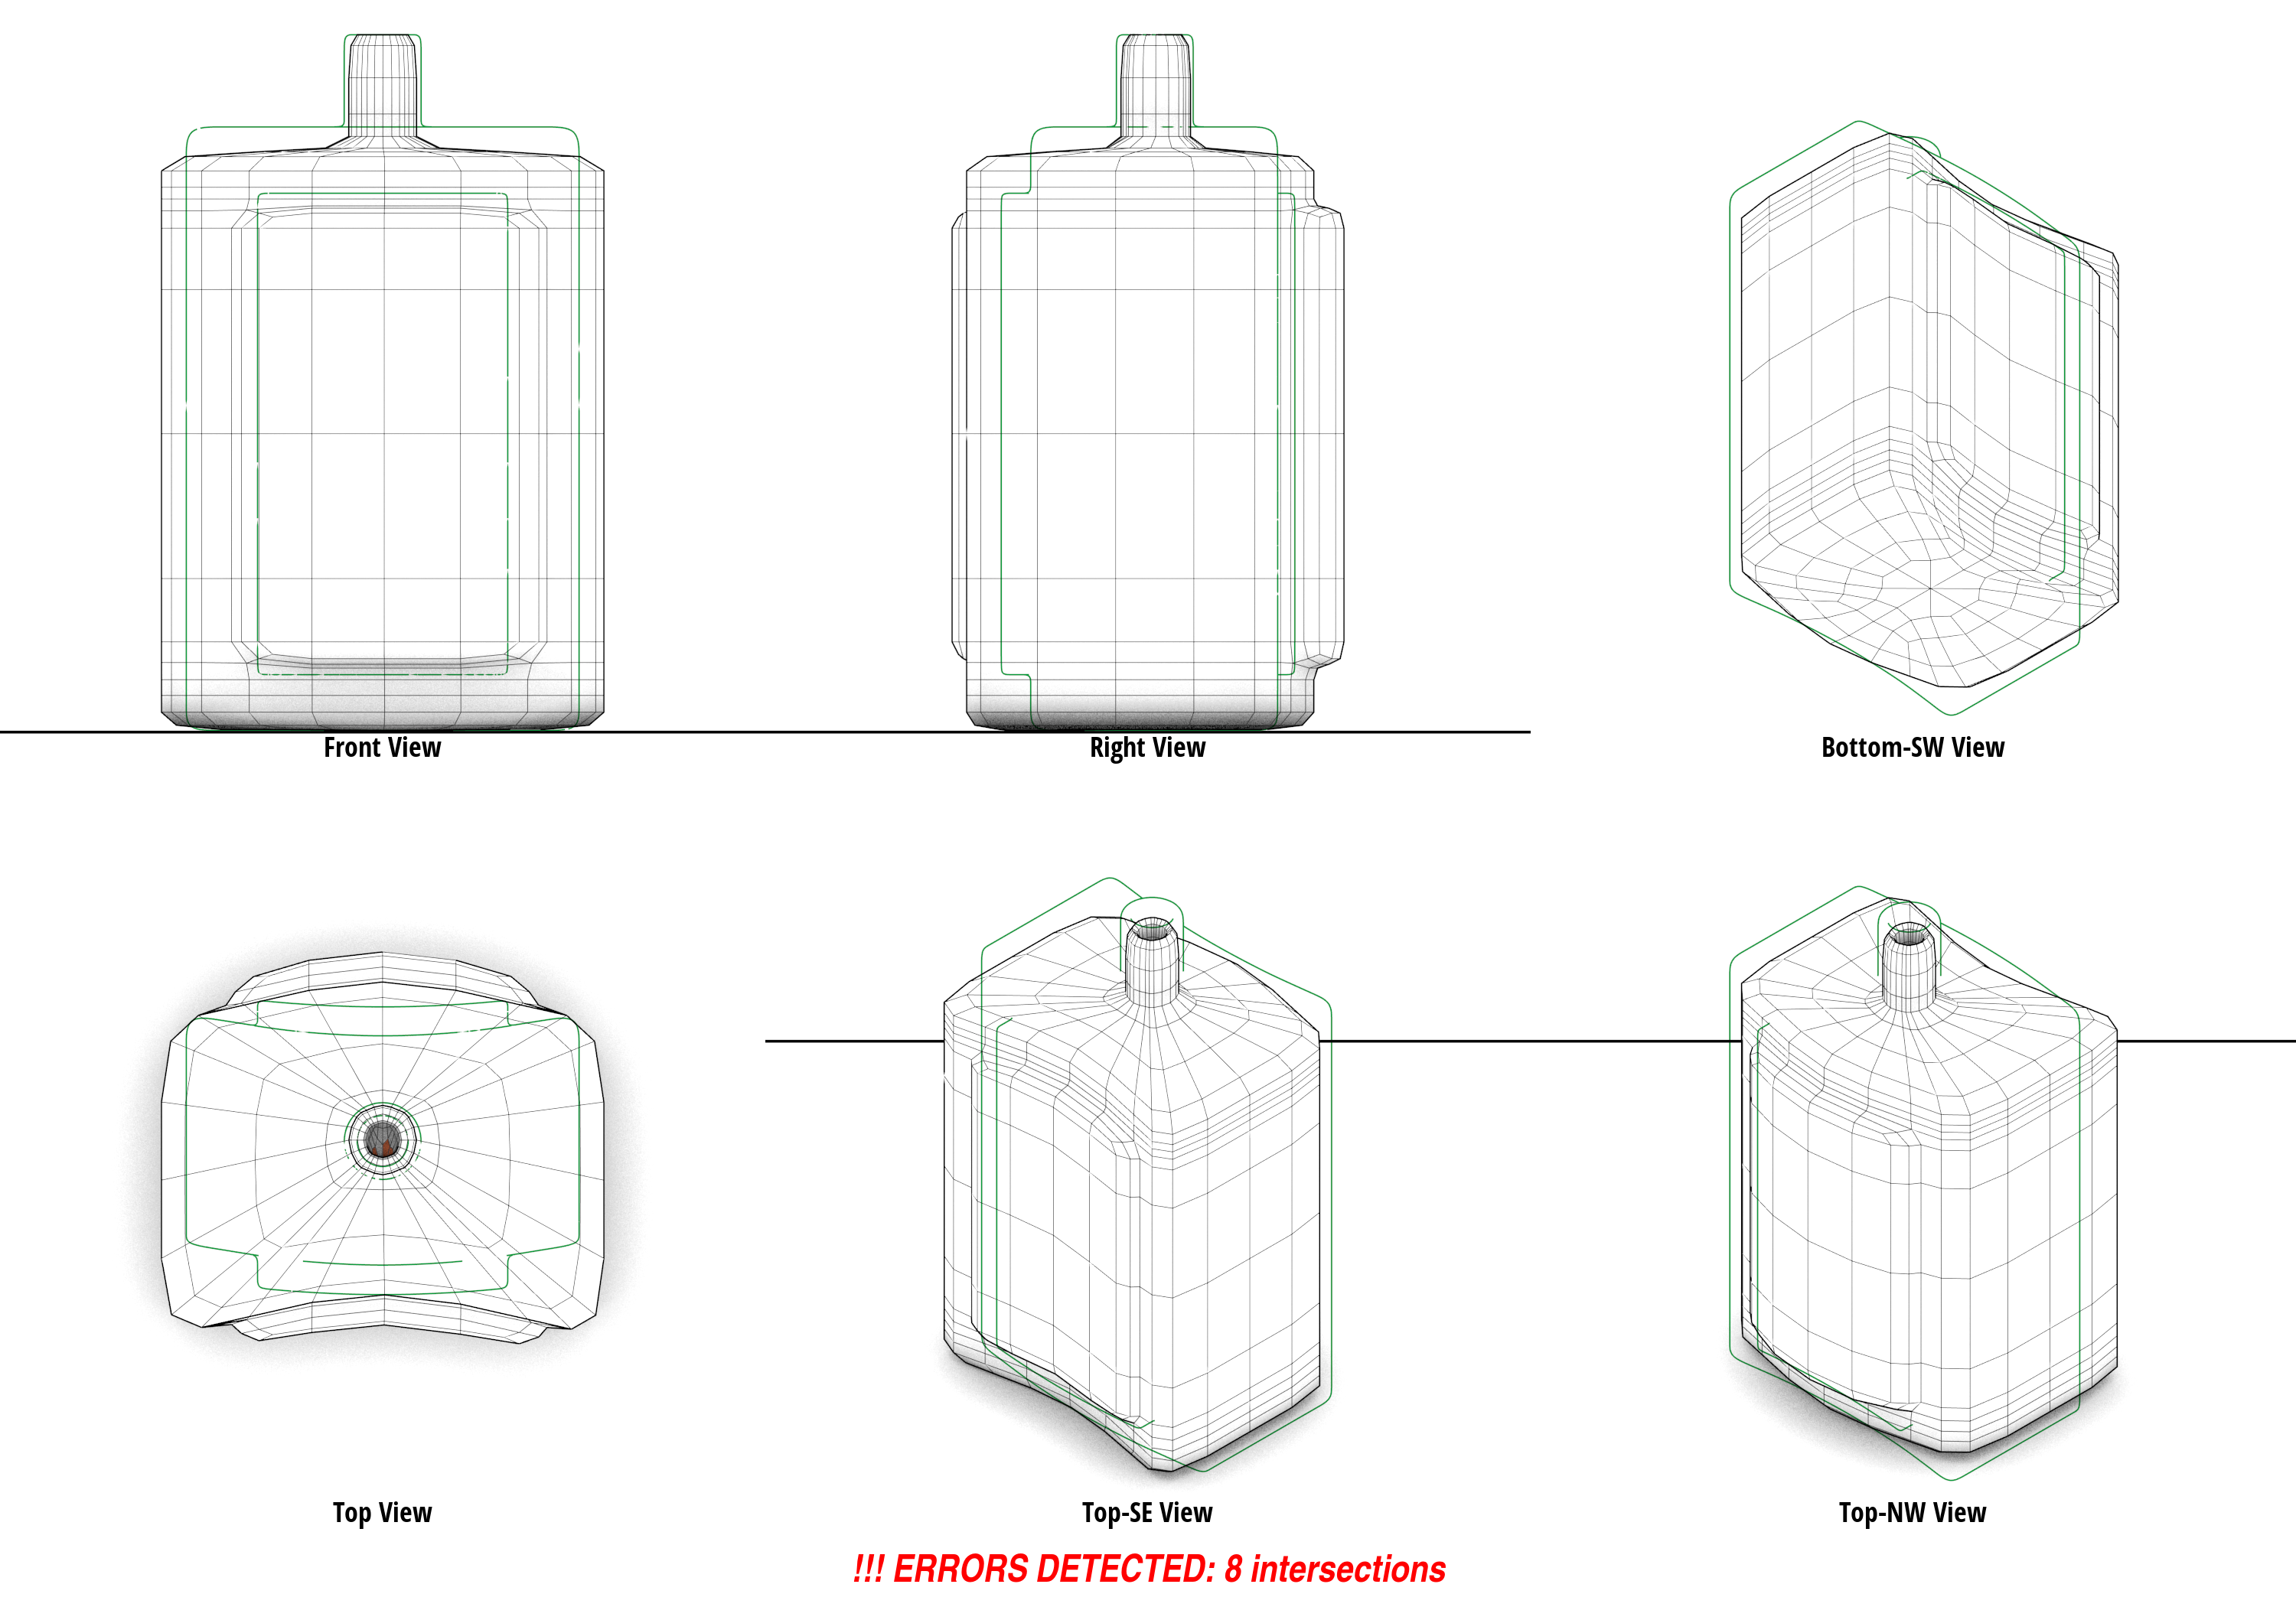 Front View
Right View
Bottom-SW View
Top View
Top-SE View
Top-NW View
!!! ERRORS DETECTED: 8 intersections